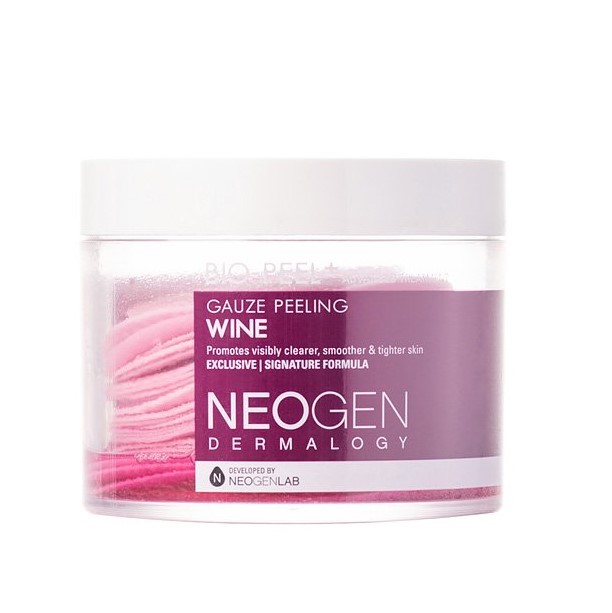 BIO-PEEL+
GAUZE PEELING
WINE
Promotes visibly clearer, smoother & tighter skin
EXCLUSIVE | SIGNATURE FORMULA
NEOGEN
DERMALOGY
N
DEVELOPED BY
NEOGENLAB